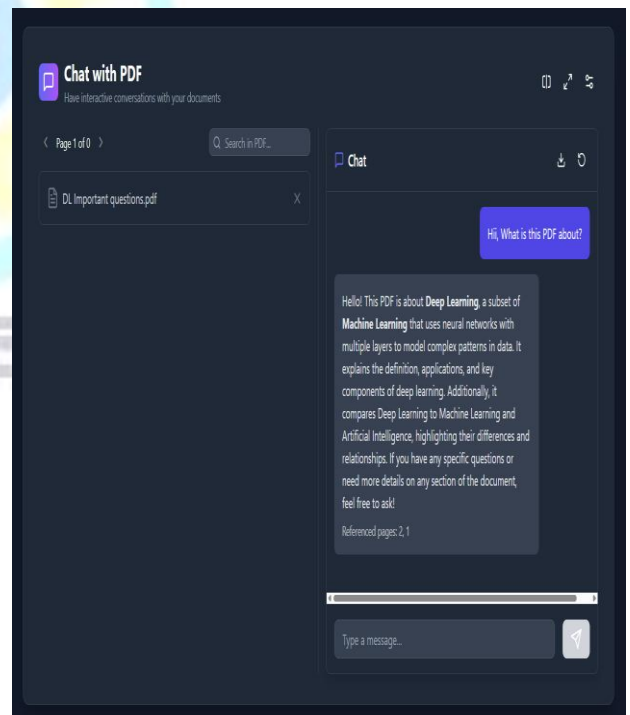 Chat with PDF
Have interactive conversations with your documents
Page 1 of 0
Search in PDF...
DL Important questions.pdf
Chat
Hii, What is this PDF about?
Hello! This PDF is about Deep Learning, a subset of
Machine Learning that uses neural networks with
multiple layers to model complex patterns in data. It
explains the definition, applications, and key
components of deep learning. Additionally, it
compares Deep Learning to Machine Learning and
Artificial Intelligence, highlighting their differences and
relationships. If you have any specific questions or
need more details on any section of the document,
feel free to ask!
Referenced pages: 2, 1
Type a message...